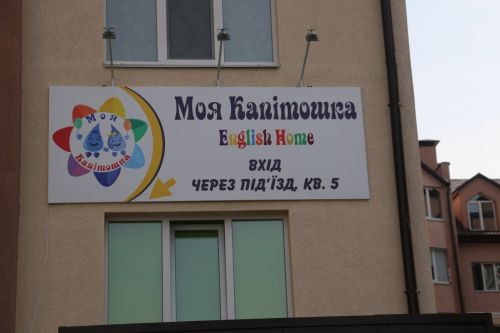 Моя
Капітошка
Моя Капітошка
English Home
ВХІД
ЧЕРЕЗ ПІД'ЇЗД, КВ. 5